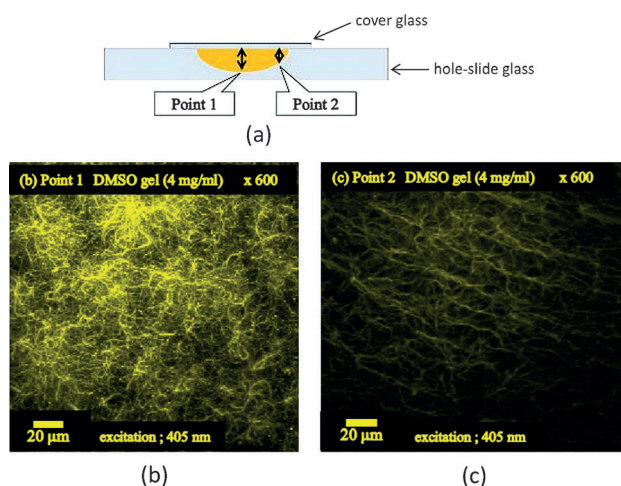 cover glass
hole-slide glass
Point 1
Point 2
(a)
(b) Point 1 DMSO gel (4 mg/ml) x 600
20 μm
excitation ; 405 nm
(b)
(c) Point 2 DMSO gel (4 mg/ml) x 600
20 μm
excitation ; 405 nm
(c)